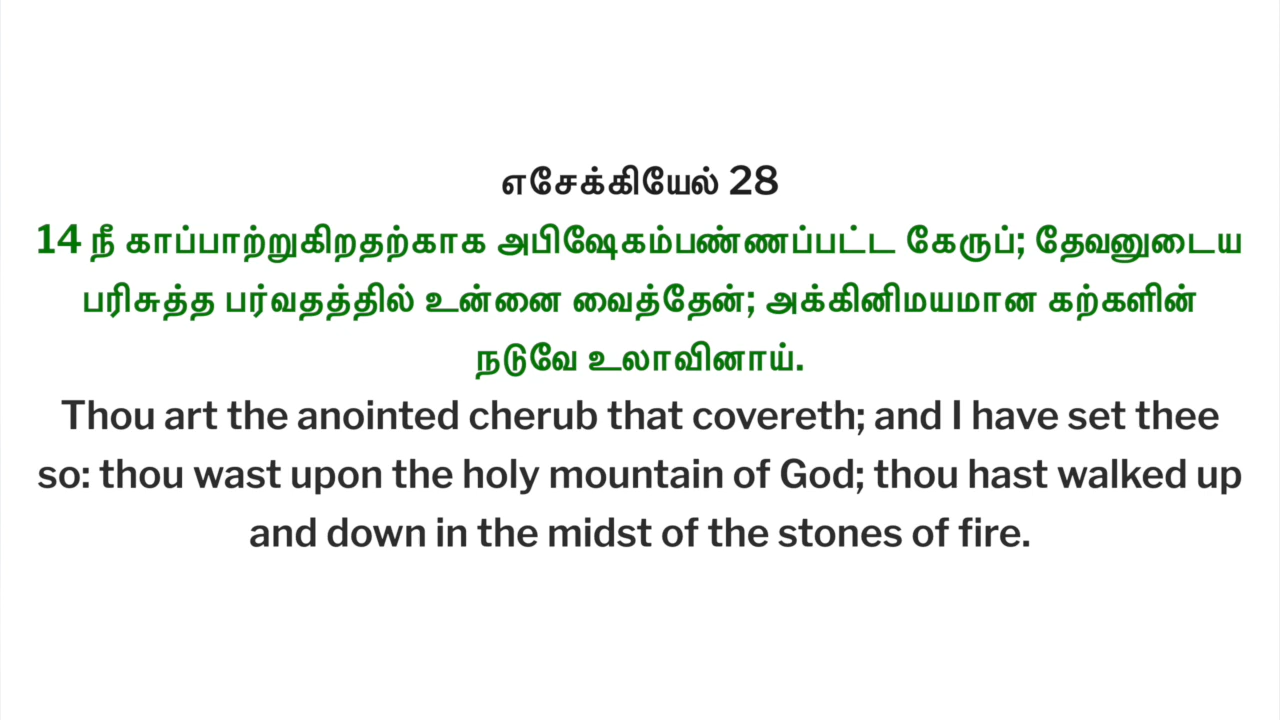 எசேக்கியேல் 28
14 நீ காப்பாற்றுகிறதற்காக அபிஷேகம்பண்ணப்பட்ட கேருப்; தேவனுடைய
பரிசுத்த பர்வதத்தில் உன்னை வைத்தேன்; அக்கினிமயமான கற்களின்
நடுவே உலாவினாய்.
Thou art the anointed cherub that covereth; and I have set thee
so: thou wast upon the holy mountain of God; thou hast walked up
and down in the midst of the stones of fire.